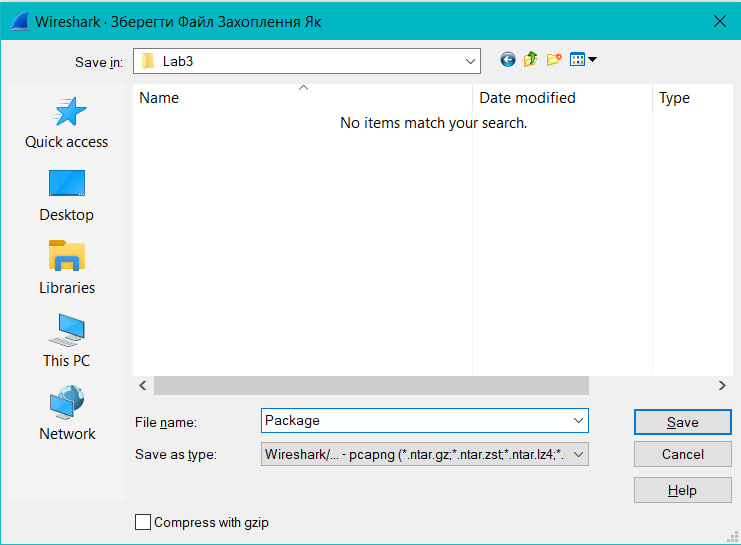 Wireshark · Зберегти Файл Захоплення Як
Save in:
Lab3
Name
Date modified
Type
No items match your search.
Quick access
Desktop
Libraries
This PC
Network
File name:
Package
Save
Save as type:
Wireshark/... - pcapng (*.ntar.gz;*.ntar.zst;*.ntar.lz4;*.
Cancel
Help
Compress with gzip